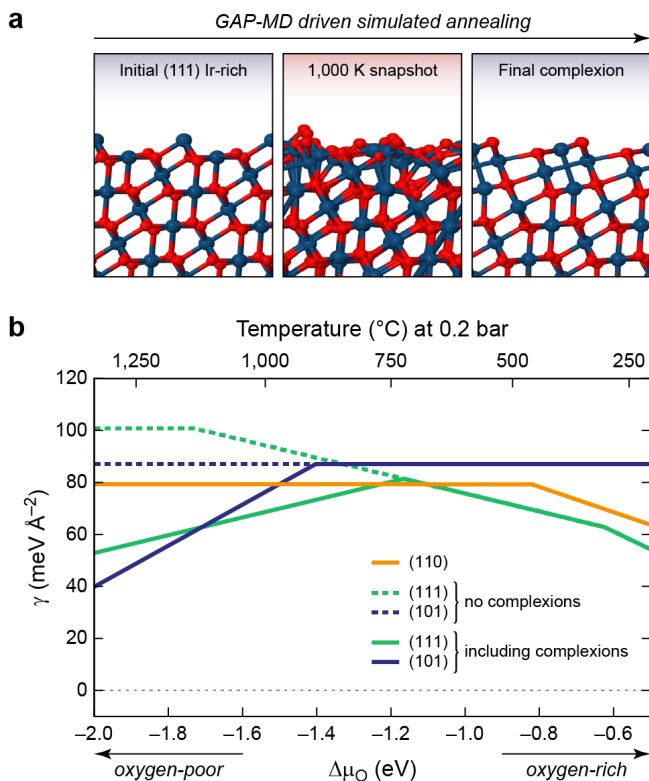 a
GAP-MD driven simulated annealing
Initial (111) Ir-rich
1,000 K snapshot
Final complexion
b
Temperature (°C) at 0.2 bar
1,250 1,000 750 450 250
120
100
80
60
40
20
0
γ (meV Å⁻²)
(110)
(111)
(101)
no complexions
(111)
(101)
including complexions
–2.0 –1.8 –1.6 –1.4 –1.2 –1.0 –0.8 –0.6
oxygen-poor
Δμ_O (eV)
oxygen-rich